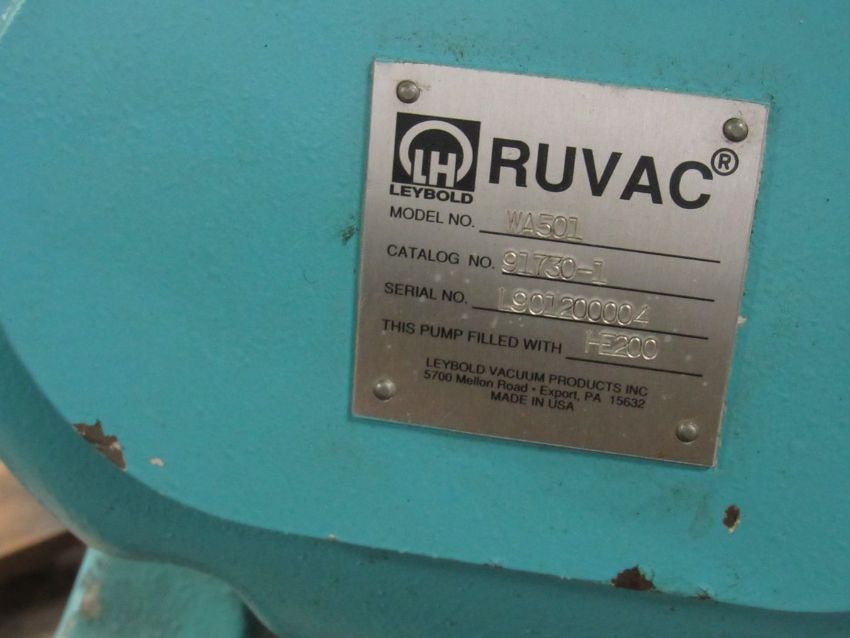 LH
LEYBOLD
RUVAC®
MODEL NO. WA501
CATALOG NO. 91730-1
SERIAL NO. L901200004
THIS PUMP FILLED WITH HE200
LEYBOLD VACUUM PRODUCTS INC
5700 Mellon Road • Export, PA 15632
MADE IN USA